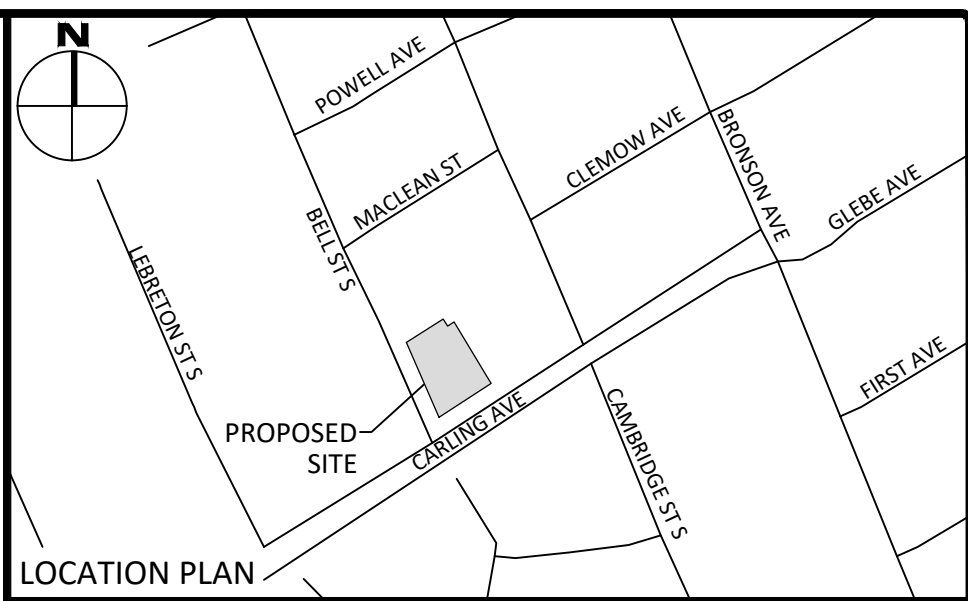 N
POWELL AVE
MACLEAN ST
CLEMOW AVE
BRONSON AVE
GLEBE AVE
BELL ST S
LEBRETON ST S
FIRST AVE
PROPOSED
SITE
CARLING AVE
CAMBRIDGE ST S
LOCATION PLAN